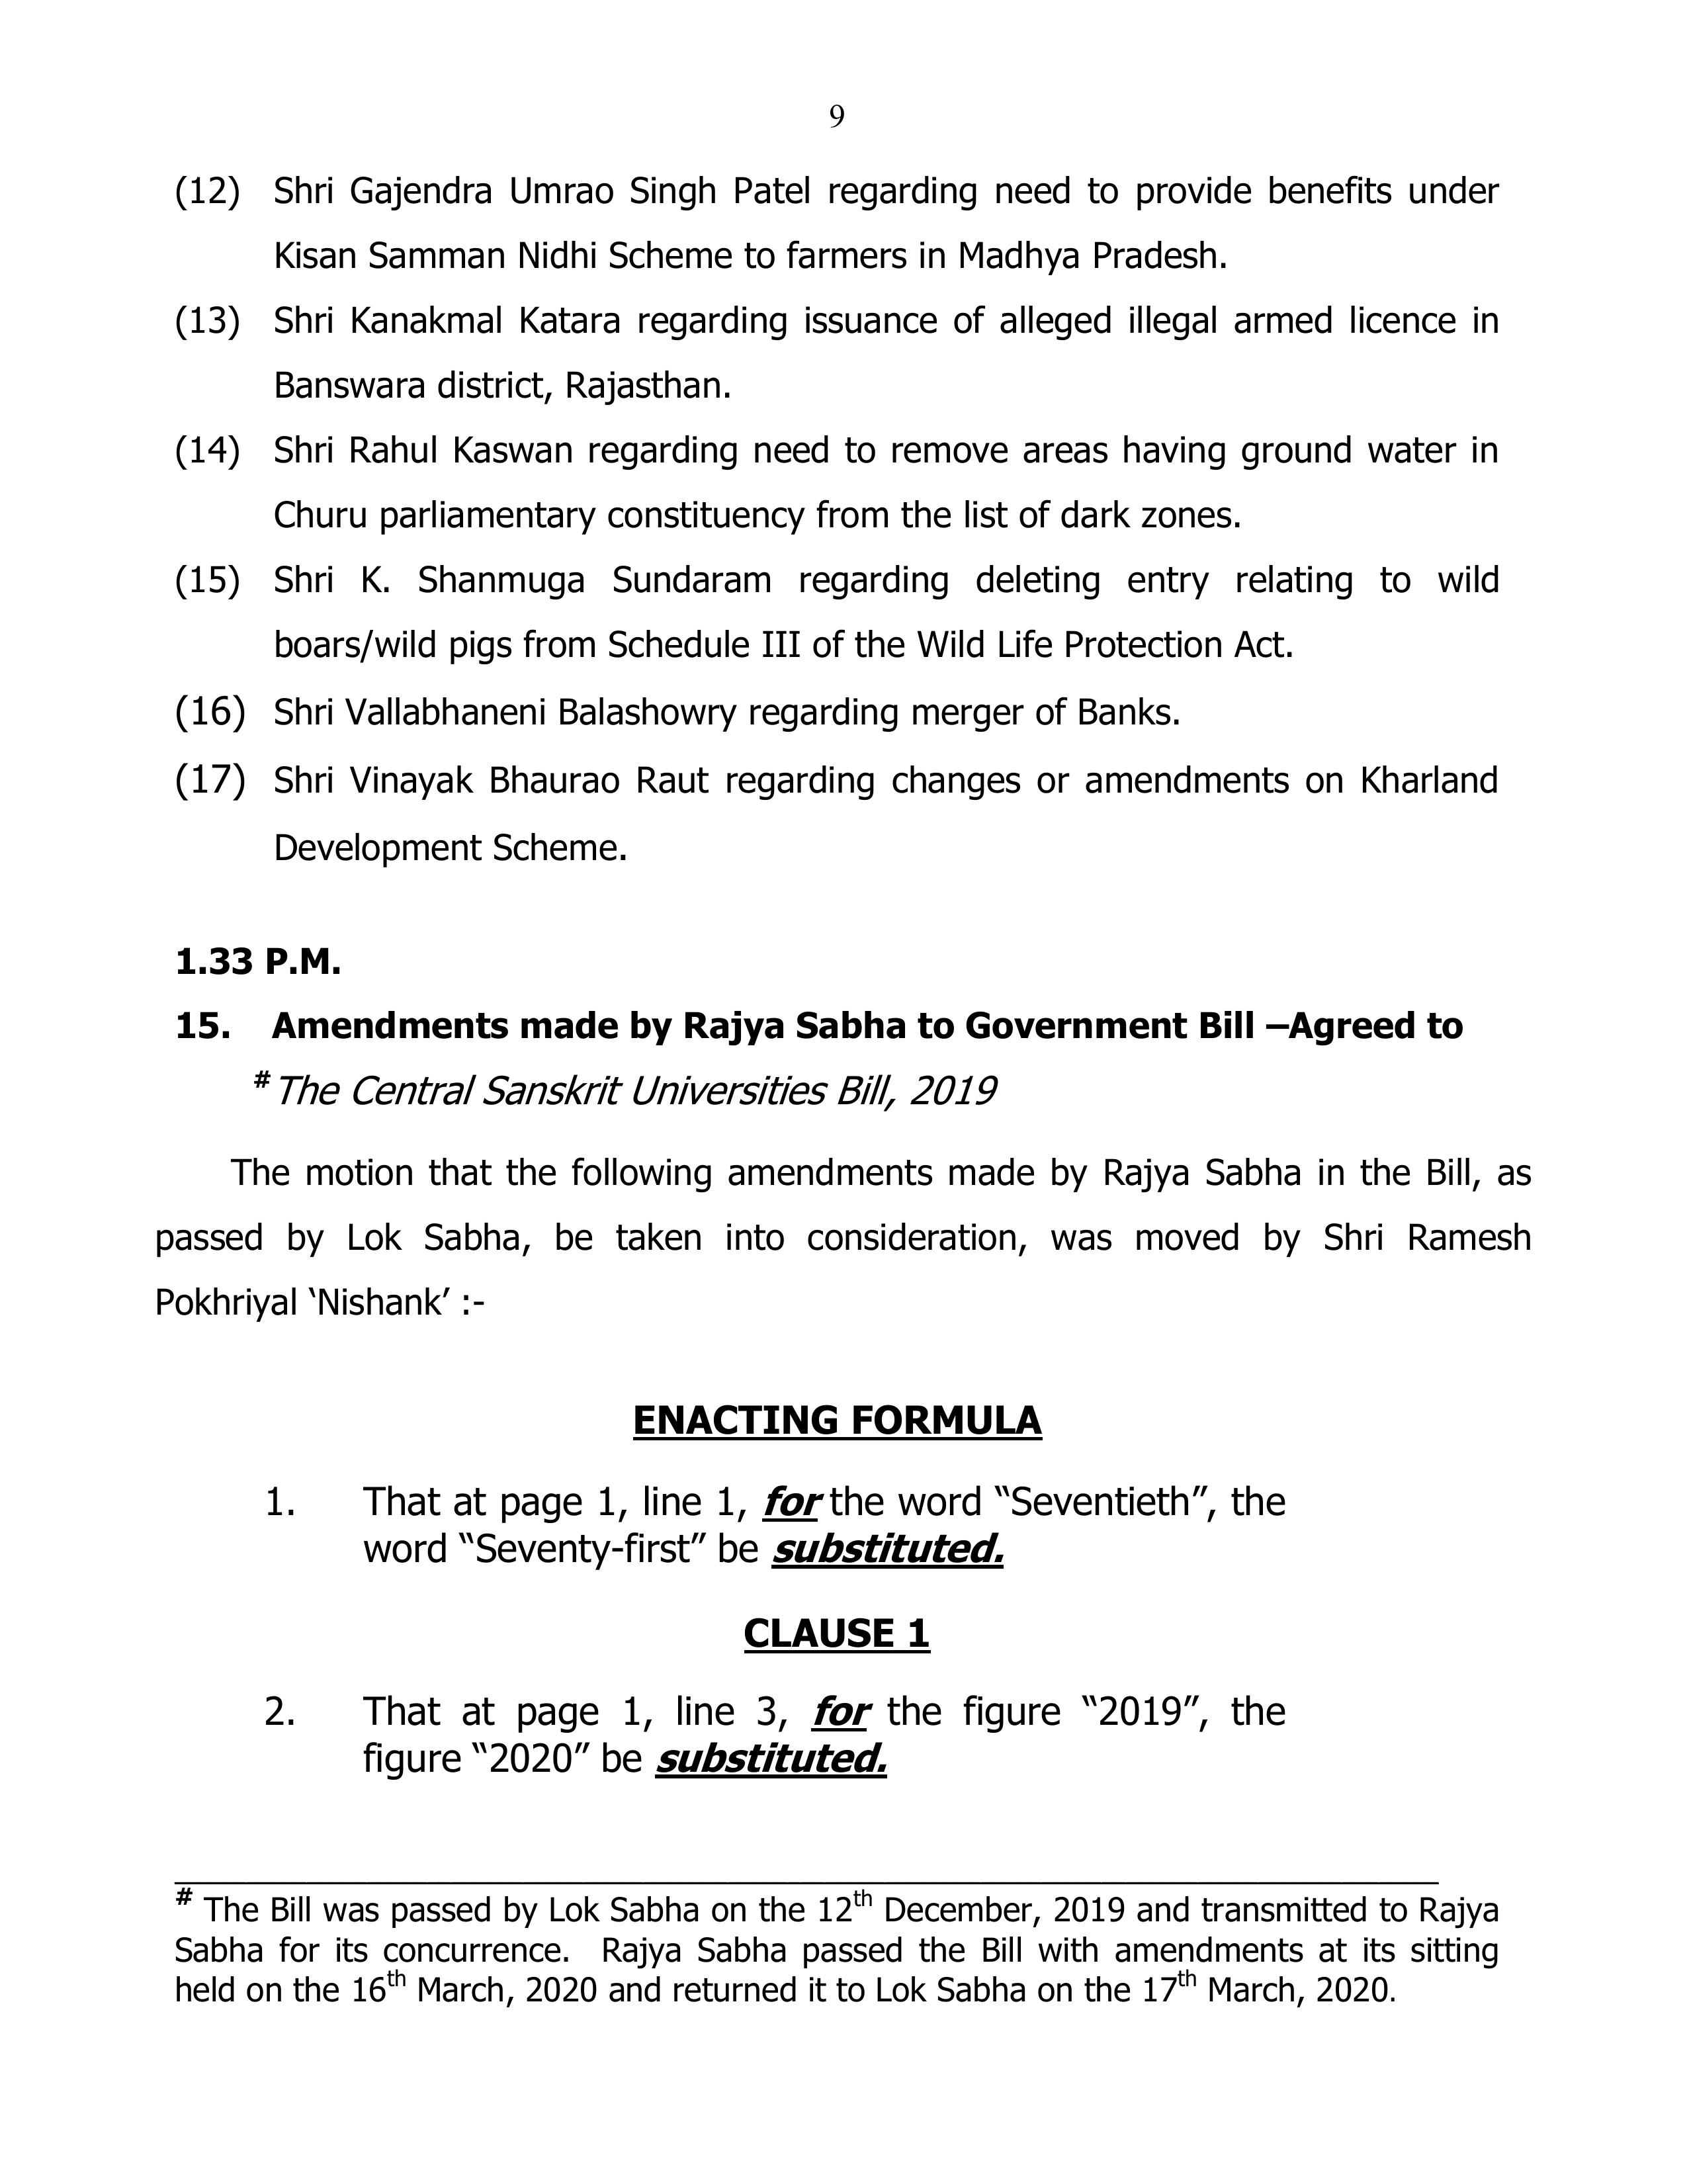 9
(12) Shri Gajendra Umrao Singh Patel regarding need to provide benefits under
Kisan Samman Nidhi Scheme to farmers in Madhya Pradesh.
(13) Shri Kanakmal Katara regarding issuance of alleged illegal armed licence in
Banswara district, Rajasthan.
(14) Shri Rahul Kaswan regarding need to remove areas having ground water in
Churu parliamentary constituency from the list of dark zones.
(15) Shri K. Shanmuga Sundaram regarding deleting entry relating to wild
boars/wild pigs from Schedule III of the Wild Life Protection Act.
(16) Shri Vallabhaneni Balashowry regarding merger of Banks.
(17) Shri Vinayak Bhaurao Raut regarding changes or amendments on Kharland
Development Scheme.
1.33 P.M.
15. Amendments made by Rajya Sabha to Government Bill –Agreed to
# The Central Sanskrit Universities Bill, 2019
The motion that the following amendments made by Rajya Sabha in the Bill, as
passed by Lok Sabha, be taken into consideration, was moved by Shri Ramesh
Pokhriyal ‘Nishank’ :-
ENACTING FORMULA
1. That at page 1, line 1, for the word “Seventieth”, the
word “Seventy-first” be substituted.
CLAUSE 1
2. That at page 1, line 3, for the figure “2019”, the
figure “2020” be substituted.
# The Bill was passed by Lok Sabha on the 12th December, 2019 and transmitted to Rajya
Sabha for its concurrence. Rajya Sabha passed the Bill with amendments at its sitting
held on the 16th March, 2020 and returned it to Lok Sabha on the 17th March, 2020.